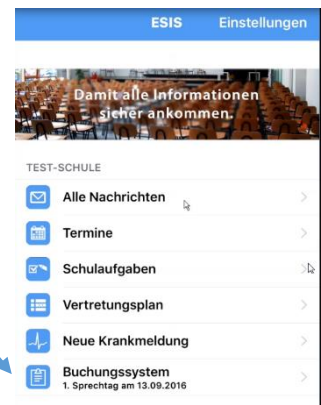 ESIS Einstellungen
Damit alle Informationen
sicher ankommen.
TEST-SCHULE
Alle Nachrichten
Termine
Schulaufgaben
Vertretungsplan
Neue Krankmeldung
Buchungssystem
1. Sprechtag am 13.09.2016